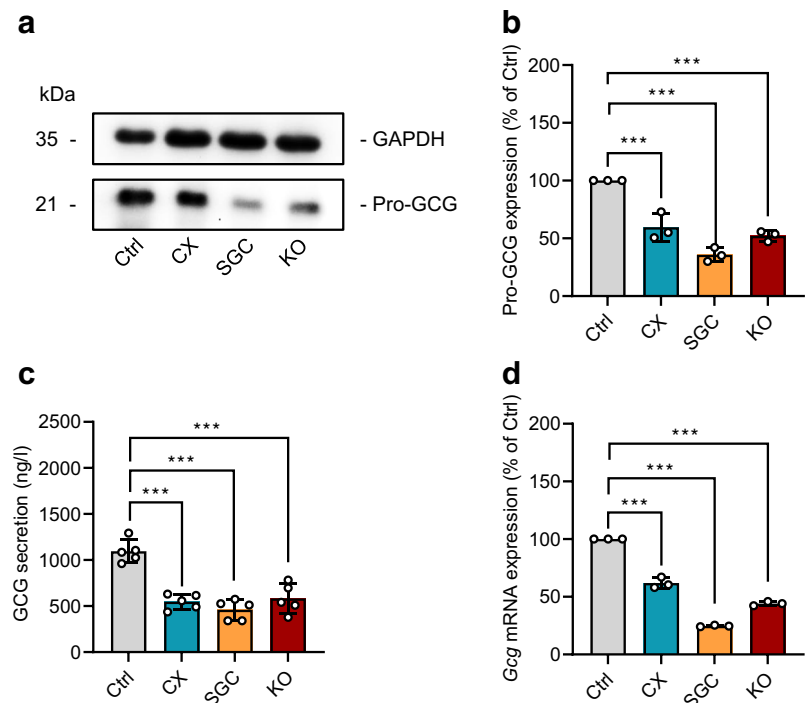 a
kDa
35 -
- GAPDH
21 -
- Pro-GCG
Ctrl
CX
SGC
KO
b
Pro-GCG expression (% of Ctrl)
200
150
100
50
0
***
***
***
Ctrl
CX
SGC
KO
c
GCG secretion (ng/l)
2500
2000
1500
1000
500
0
***
***
***
Ctrl
CX
SGC
KO
d
Gcg mRNA expression (% of Ctrl)
200
150
100
50
0
***
***
***
Ctrl
CX
SGC
KO